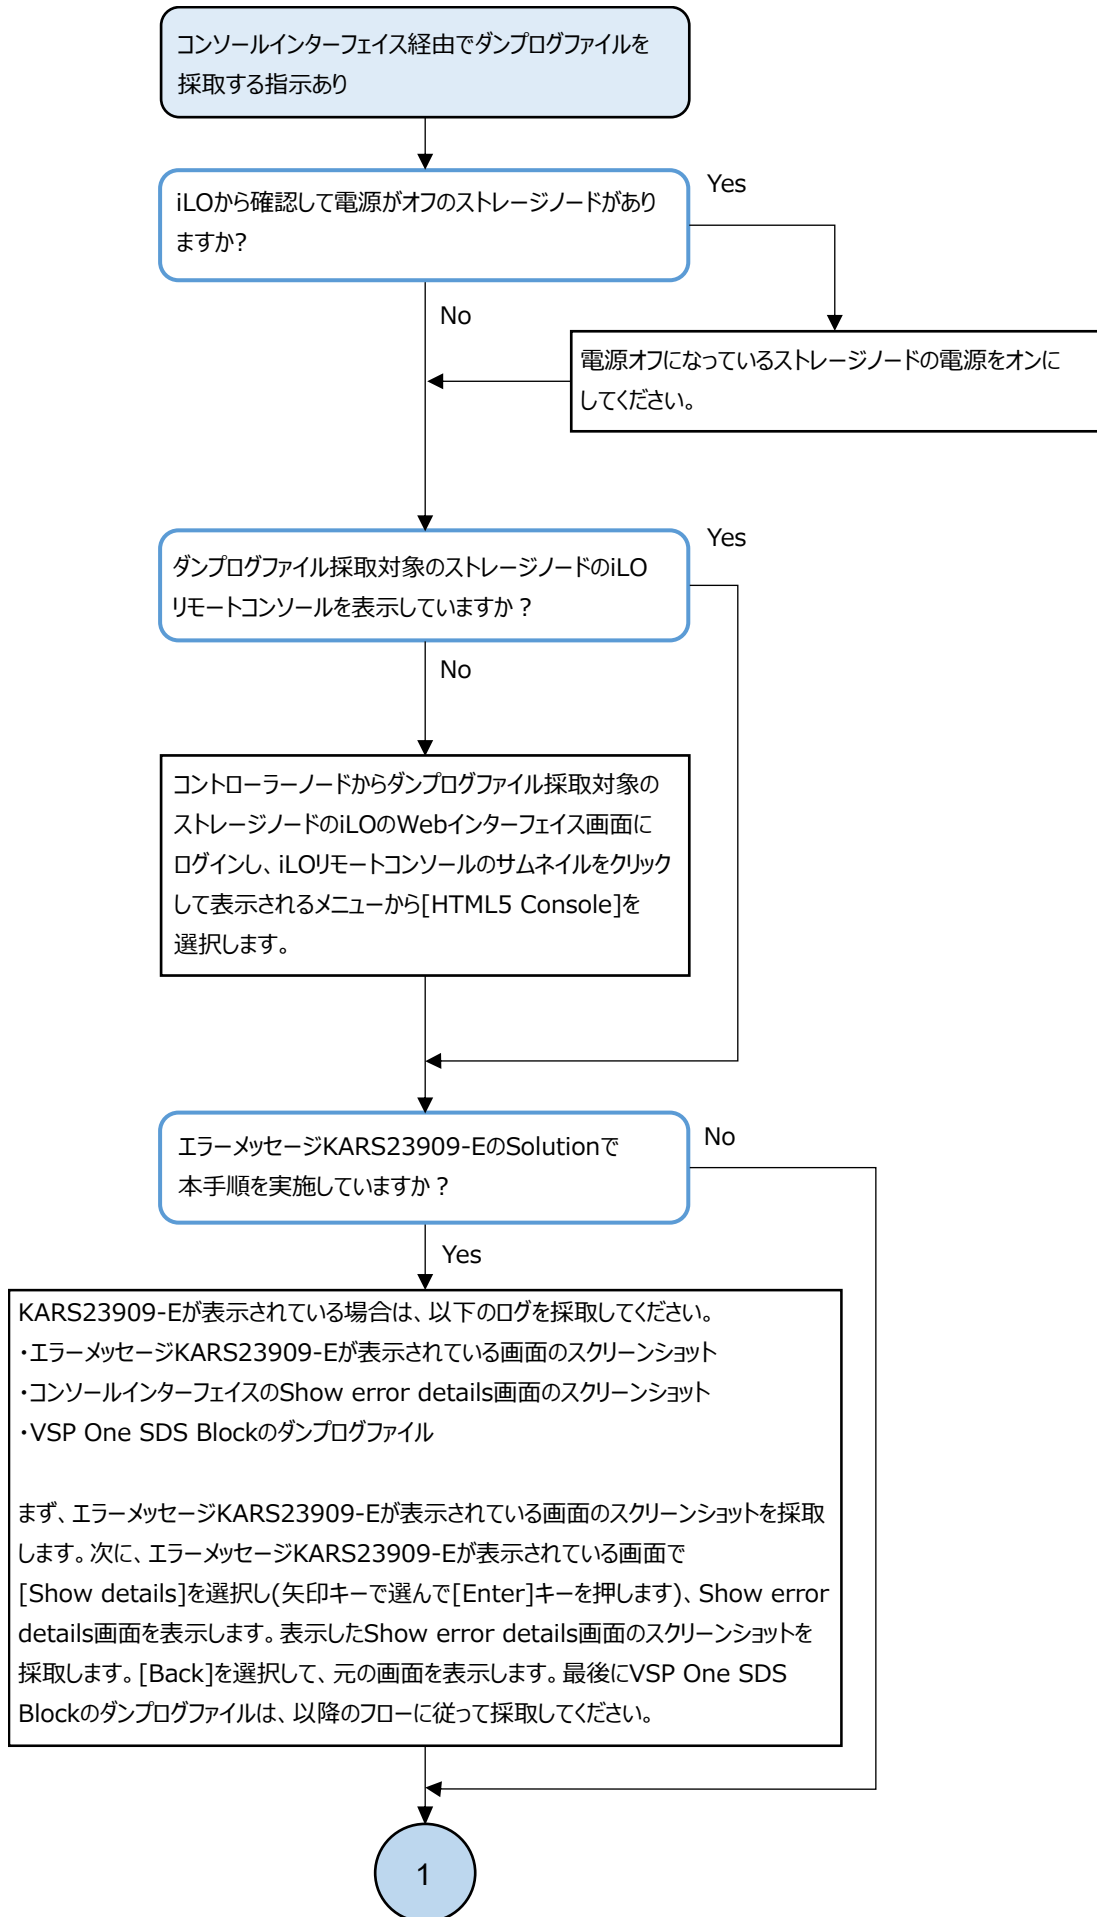 コンソールインターフェイス経由でダンプログファイルを
採取する指示あり
iLOから確認して電源がオフのストレージノードがあり
ますか?
Yes
No
電源オフになっているストレージノードの電源をオンに
してください。
ダンプログファイル採取対象のストレージノードのiLO
リモートコンソールを表示していますか？
Yes
No
コントローラーノードからダンプログファイル採取対象の
ストレージノードのiLOのWebインターフェイス画面に
ログインし、iLOリモートコンソールのサムネイルをクリック
して表示されるメニューから[HTML5 Console]を
選択します。
エラーメッセージKARS23909-EのSolutionで
本手順を実施していますか？
No
Yes
KARS23909-Eが表示されている場合は、以下のログを採取してください。
・エラーメッセージKARS23909-Eが表示されている画面のスクリーンショット
・コンソールインターフェイスのShow error details画面のスクリーンショット
・VSP One SDS Blockのダンプログファイル
まず、エラーメッセージKARS23909-Eが表示されている画面のスクリーンショットを採取
します。次に、エラーメッセージKARS23909-Eが表示されている画面で
[Show details]を選択し(矢印キーで選んで[Enter]キーを押します)、Show error
details画面を表示します。表示したShow error details画面のスクリーンショットを
採取します。[Back]を選択して、元の画面を表示します。最後にVSP One SDS
Blockのダンプログファイルは、以降のフローに従って採取してください。
1